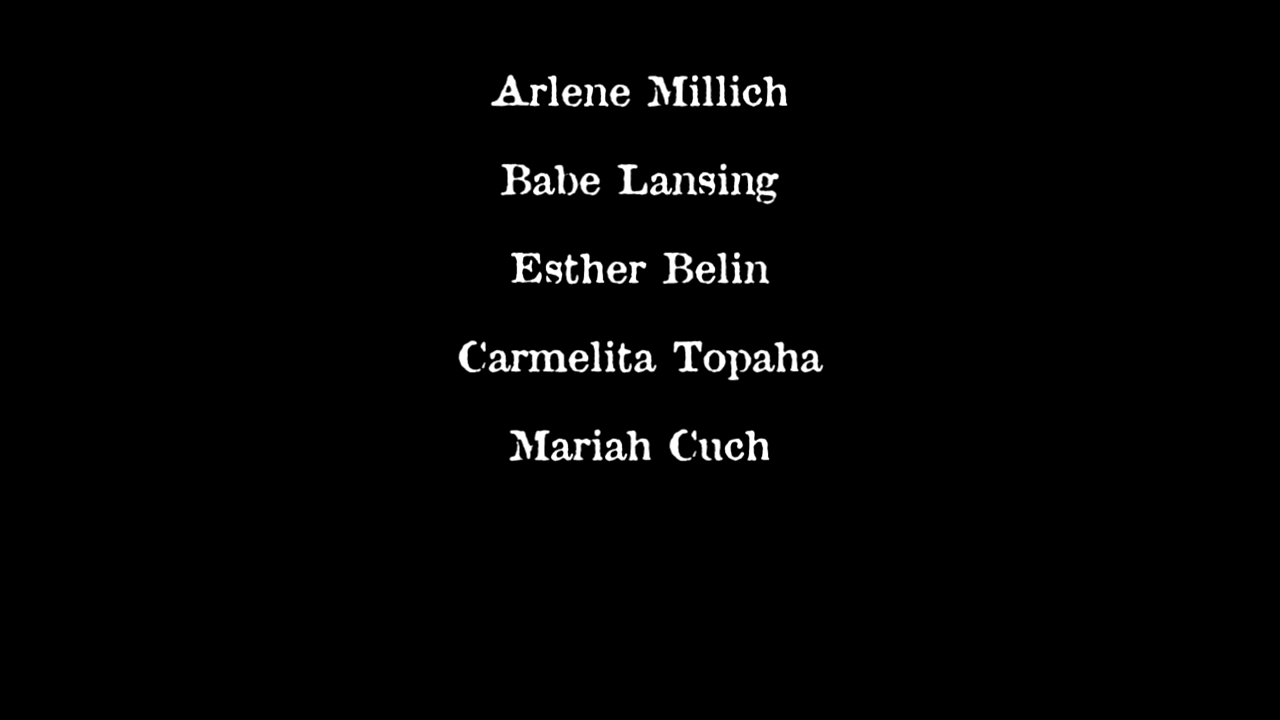 Arlene Millich
Babe Lansing
Esther Belin
Carmelita Topaha
Mariah Cuch